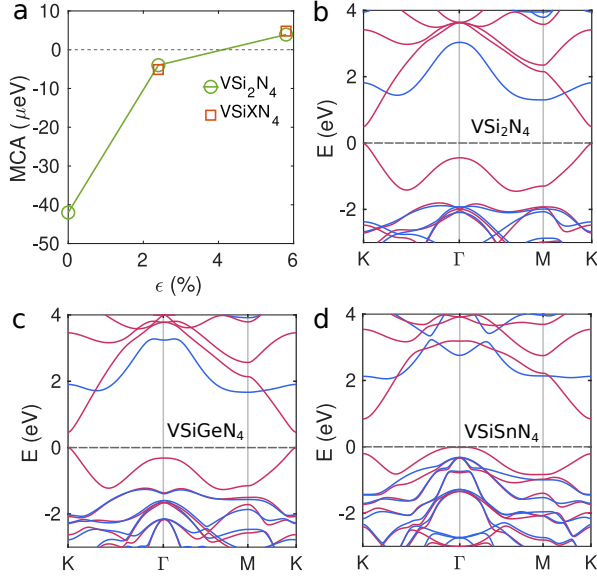 a
MCA ( μeV)
10
0
-10
-20
-30
-40
-50
0
2
4
6
ϵ (%)
VSi₂N₄
VSiXN₄
b
E (eV)
4
2
0
-2
K
Γ
M
K
VSi₂N₄
c
E (eV)
4
2
0
-2
K
Γ
M
K
VSiGeN₄
d
E (eV)
4
2
0
-2
K
Γ
M
K
VSiSnN₄